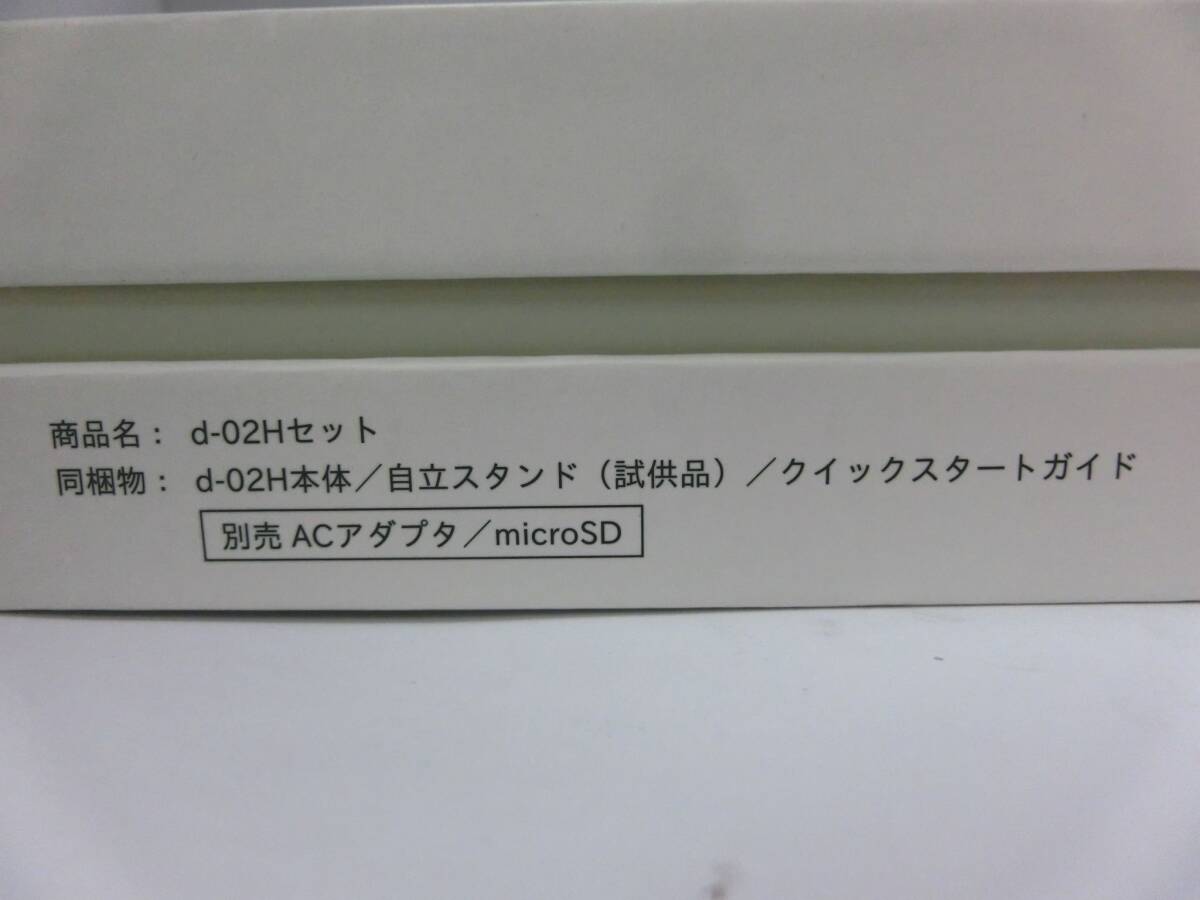 商品名： d-02Hセット
同梱物： d-02H本体／自立スタンド（試供品）／クイックスタートガイド
別売 ACアダプタ／microSD